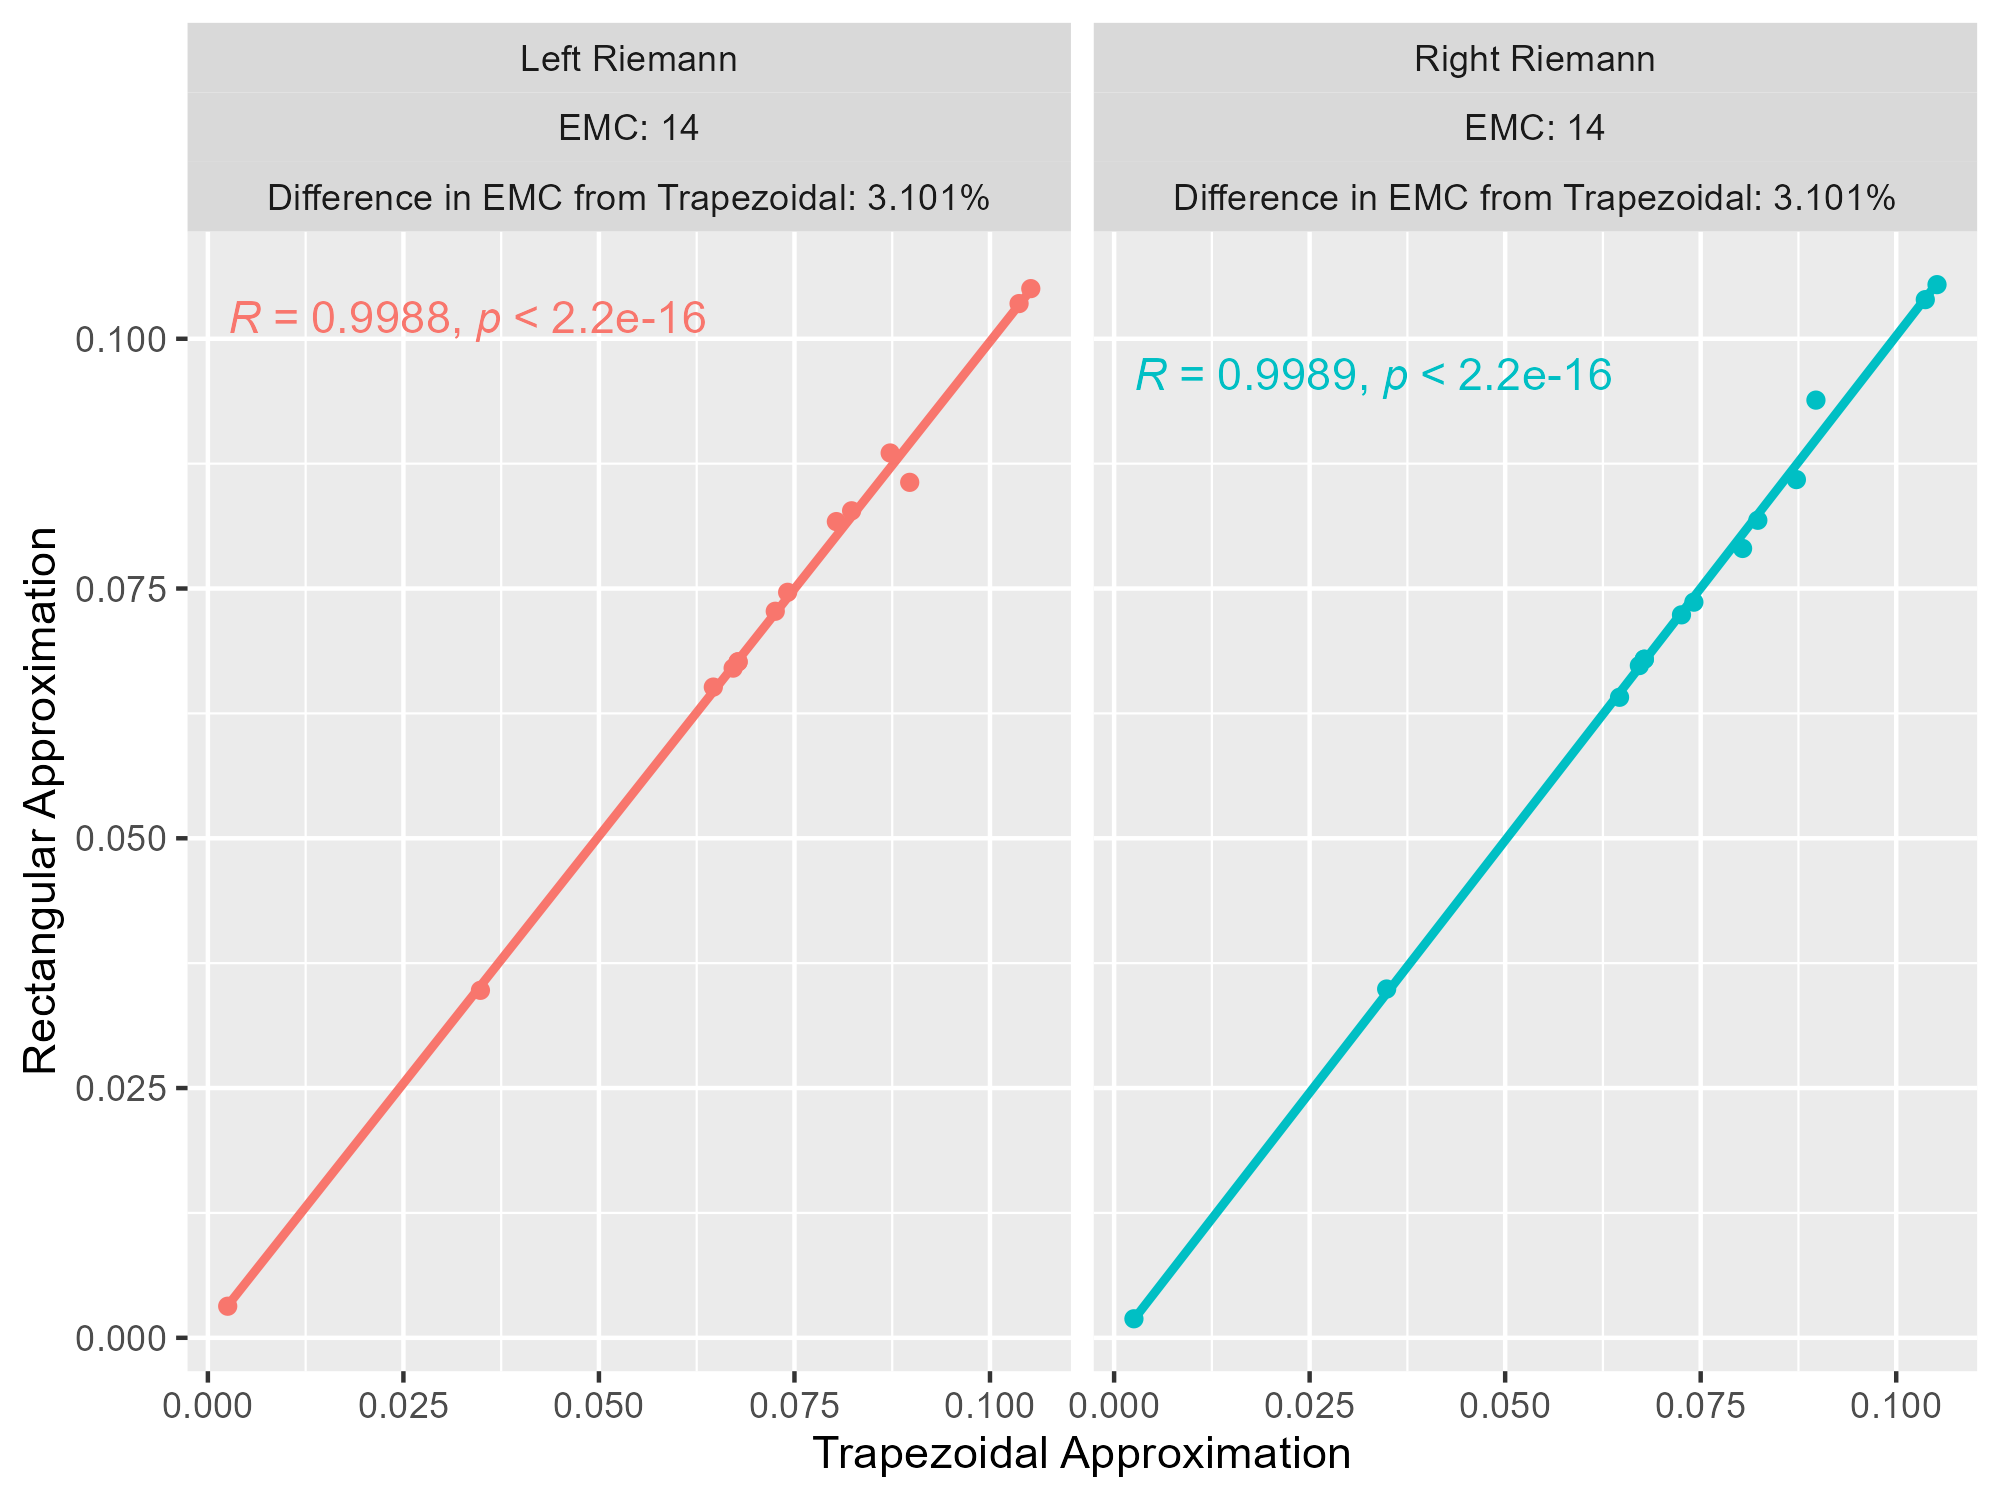 Left Riemann
EMC: 14
Difference in EMC from Trapezoidal: 3.101%
Right Riemann
EMC: 14
Difference in EMC from Trapezoidal: 3.101%
R = 0.9988, p < 2.2e-16
R = 0.9989, p < 2.2e-16
Rectangular Approximation
0.100
0.075
0.050
0.025
0.000
0.000 0.025 0.050 0.075 0.100
0.000 0.025 0.050 0.075 0.100
Trapezoidal Approximation